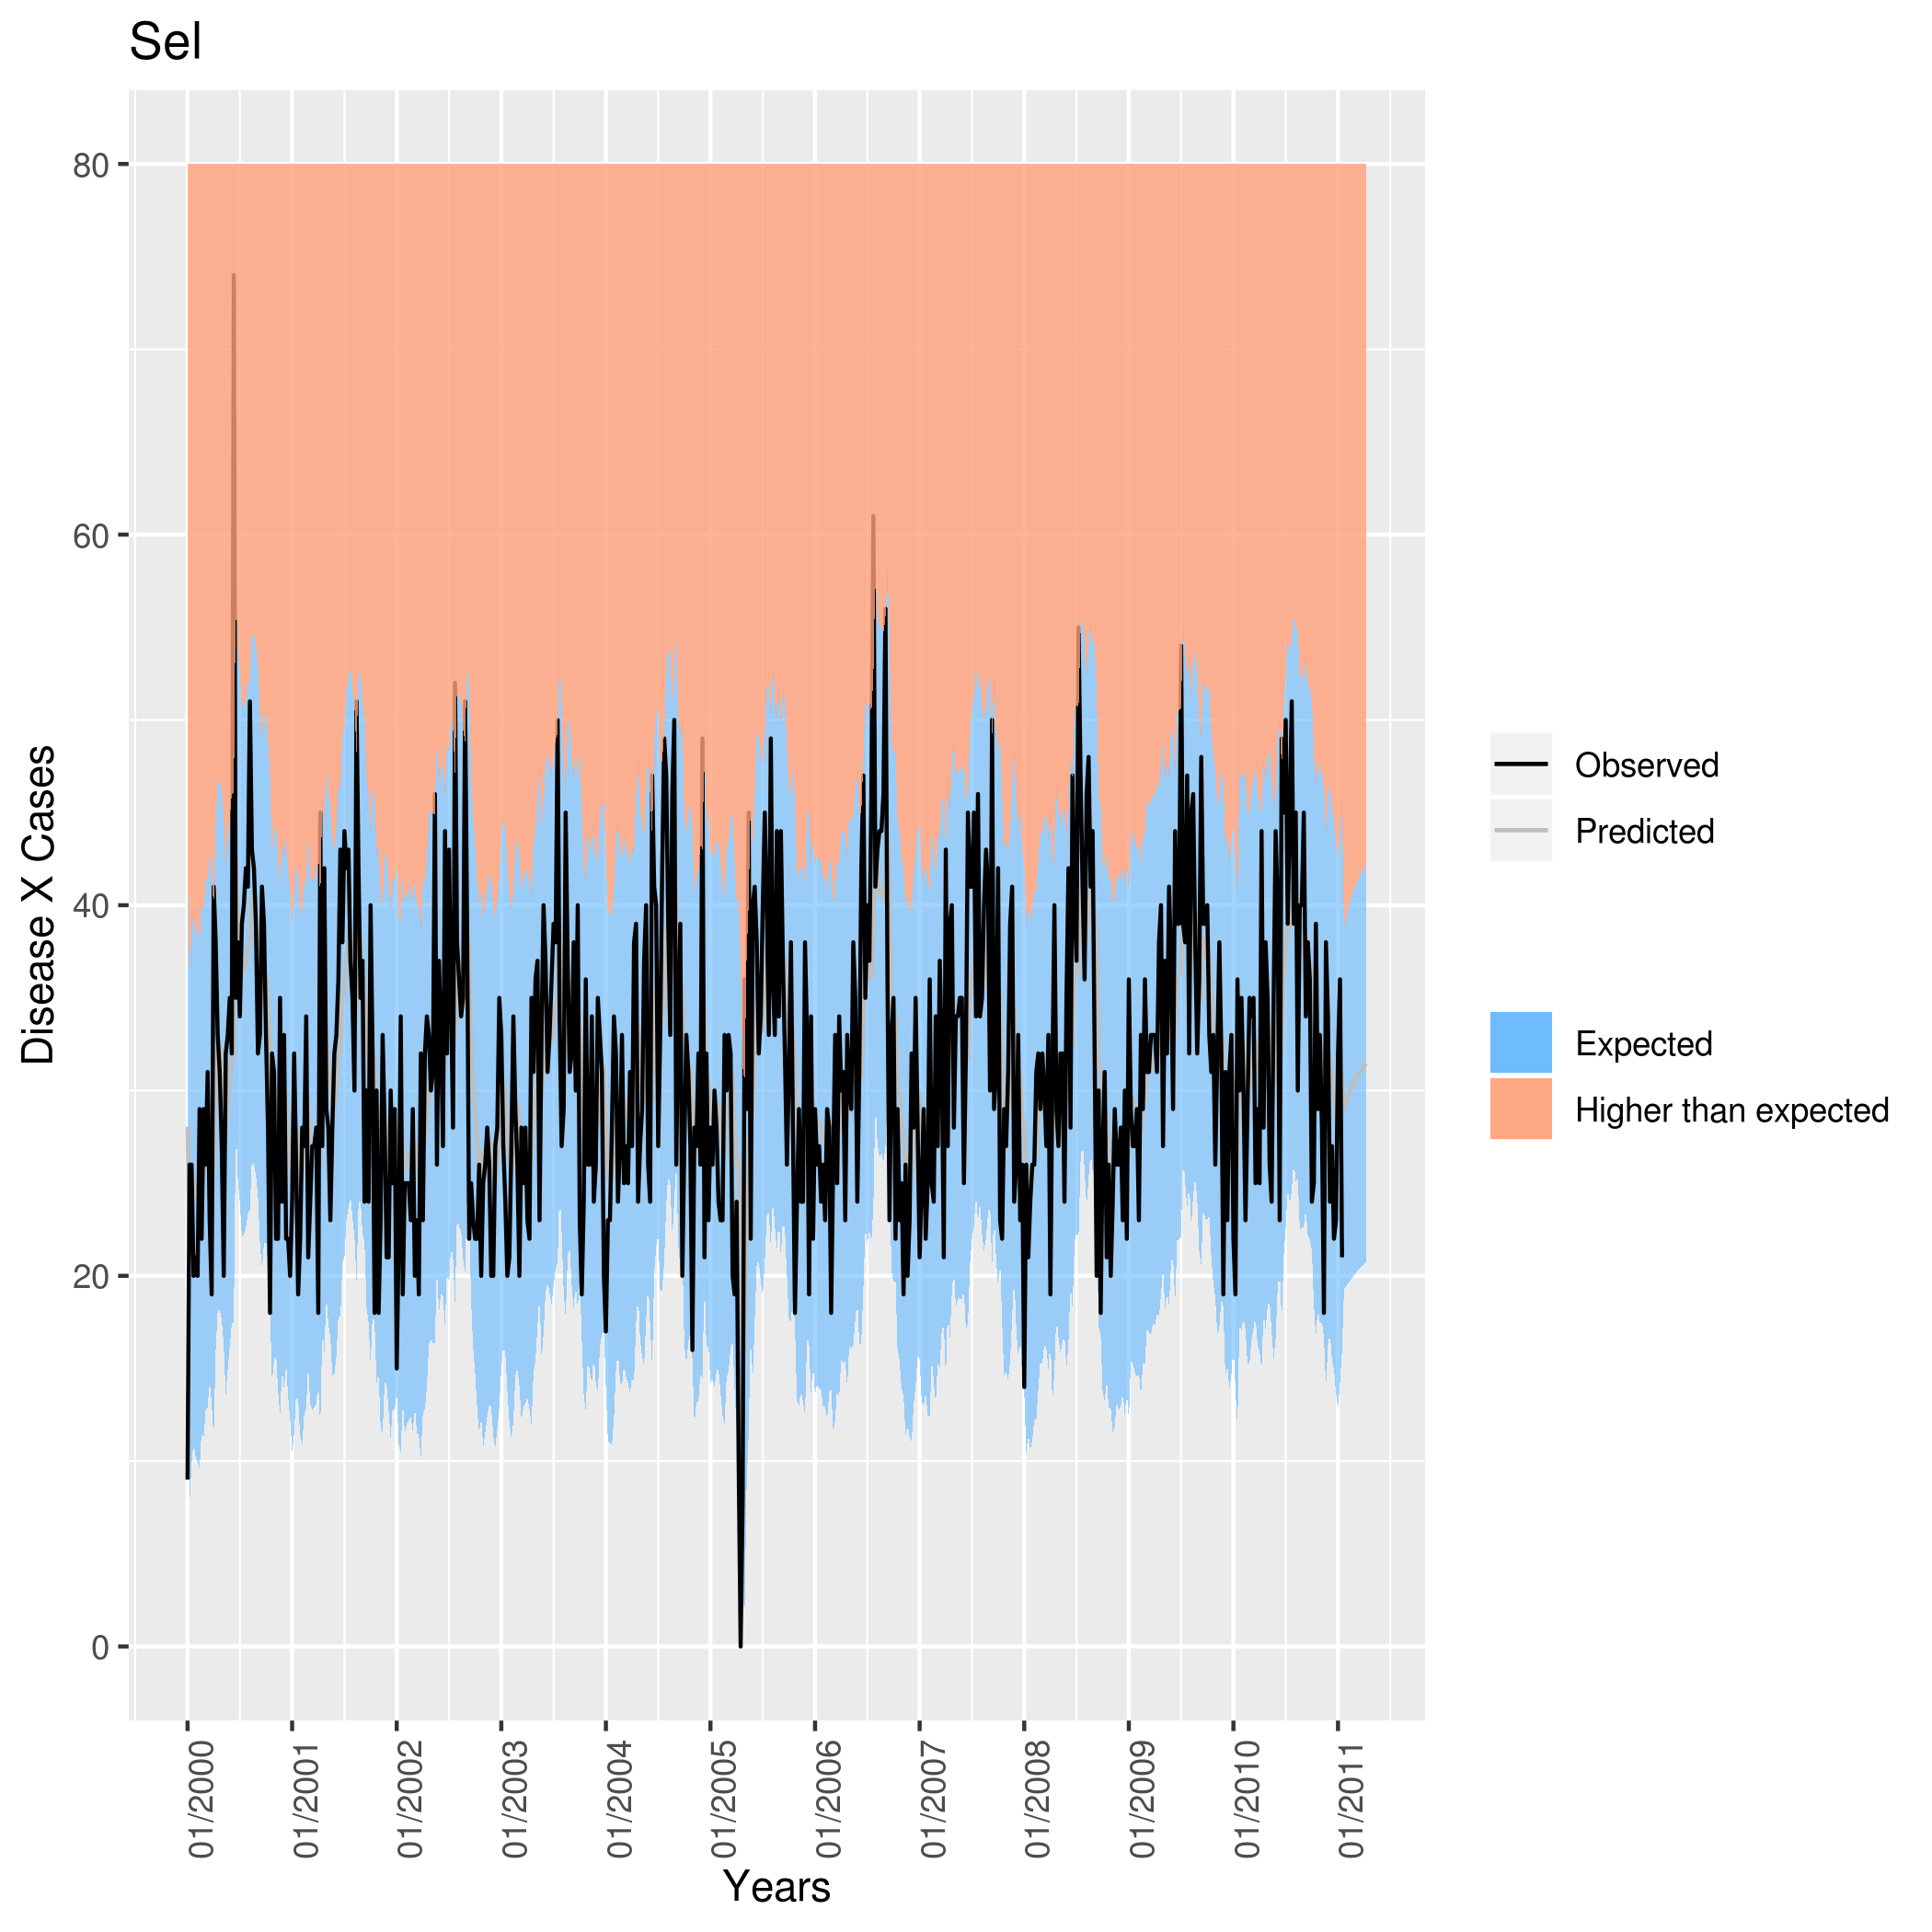 Sel
Disease X Cases
80
60
40
20
0
01/2000
01/2001
01/2002
01/2003
01/2004
01/2005
01/2006
01/2007
01/2008
01/2009
01/2010
01/2011
Years
Observed
Predicted
Expected
Higher than expected